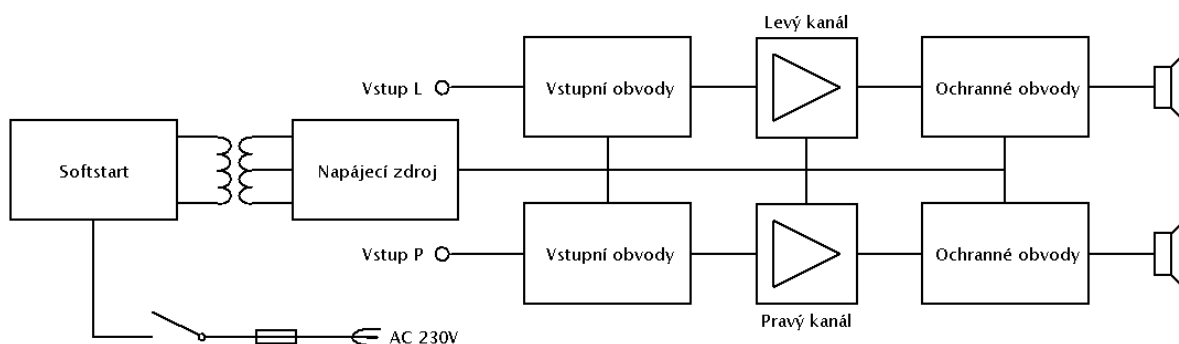 Levý kanál
Vstup L
Vstupní obvody
Ochranné obvody
Softstart
Napájecí zdroj
Vstup P
Vstupní obvody
Ochranné obvody
Pravý kanál
AC 230V